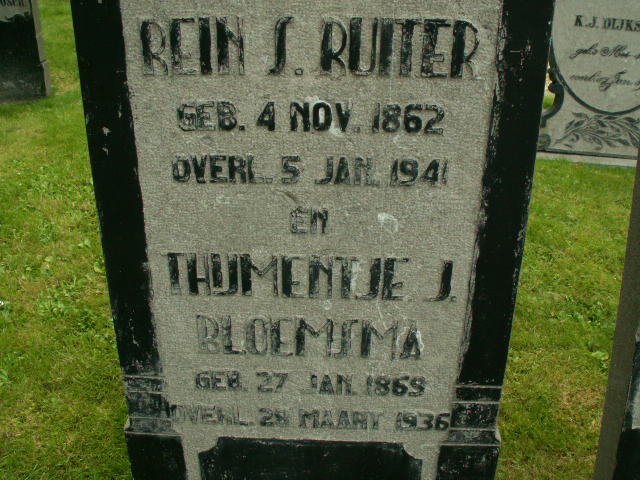 REIN S. RUITER
GEB. 4 NOV. 1862
OVERL. 5 JAN. 1941
EN
THIJMENTJE J.
BLOEMSMA
GEB. 27 JAN. 1869
OVERL. 28 MAART 1936
K.J. DIJKS